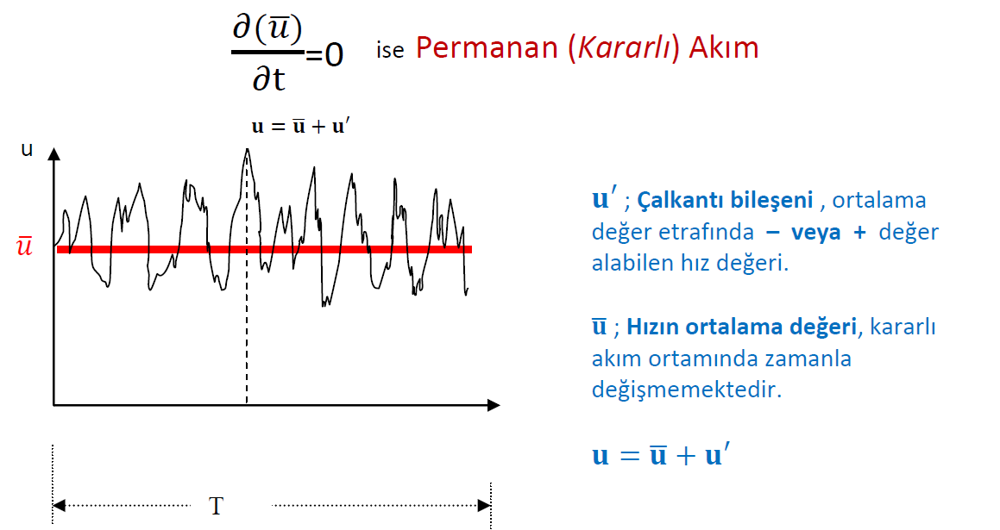 ∂(u̅)
∂t
=0 ise Permanan (Kararlı) Akım
u = u̅ + u′
u
u̅
u′ ; Çalkantı bileşeni , ortalama
değer etrafında – veya + değer
alabilen hız değeri.
u̅ ; Hızın ortalama değeri, kararlı
akım ortamında zamanla
değişmemektedir.
u = u̅ + u′
T